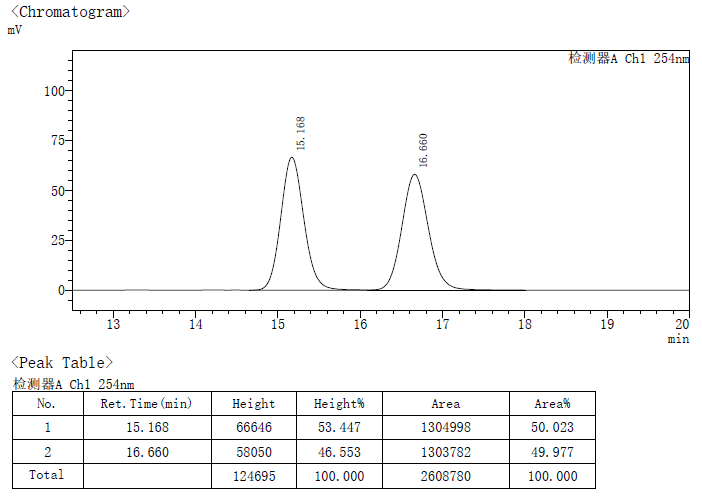 <Chromatogram>
mV
检测器A Ch1 254nm
100
75
50
25
0
15.168
16.660
13 14 15 16 17 18 19 20
min
<Peak Table>
检测器A Ch1 254nm
No. Ret.Time(min) Height Height% Area Area%
1 15.168 66646 53.447 1304998 50.023
2 16.660 58050 46.553 1303782 49.977
Total 124695 100.000 2608780 100.000